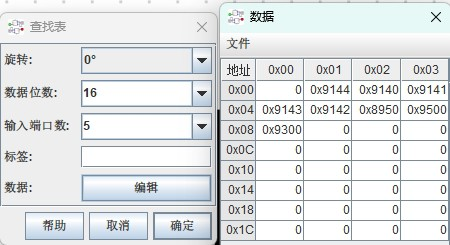 查找表
旋转: 0°
数据位数: 16
输入端口数: 5
标签:
数据: 编辑
帮助 取消 确定
数据
文件
地址 0x00 0x01 0x02 0x03
0x00 0 0x9144 0x9140 0x9141
0x04 0x9143 0x9142 0x8950 0x9500
0x08 0x9300 0 0 0
0x0C 0 0 0 0
0x10 0 0 0 0
0x14 0 0 0 0
0x18 0 0 0 0
0x1C 0 0 0 0